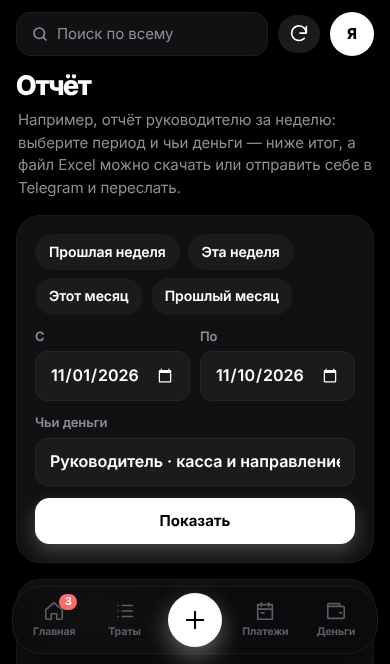 Поиск по всему
Я
Отчёт
Например, отчёт руководителю за неделю:
выберите период и чьи деньги — ниже итог, а
файл Excel можно скачать или отправить себе в
Telegram и переслать.
Прошлая неделя
Эта неделя
Этот месяц
Прошлый месяц
С
По
11/01/2026
11/10/2026
Чьи деньги
Руководитель · касса и направление
Показать
3
Главная
Траты
Платежи
Деньги